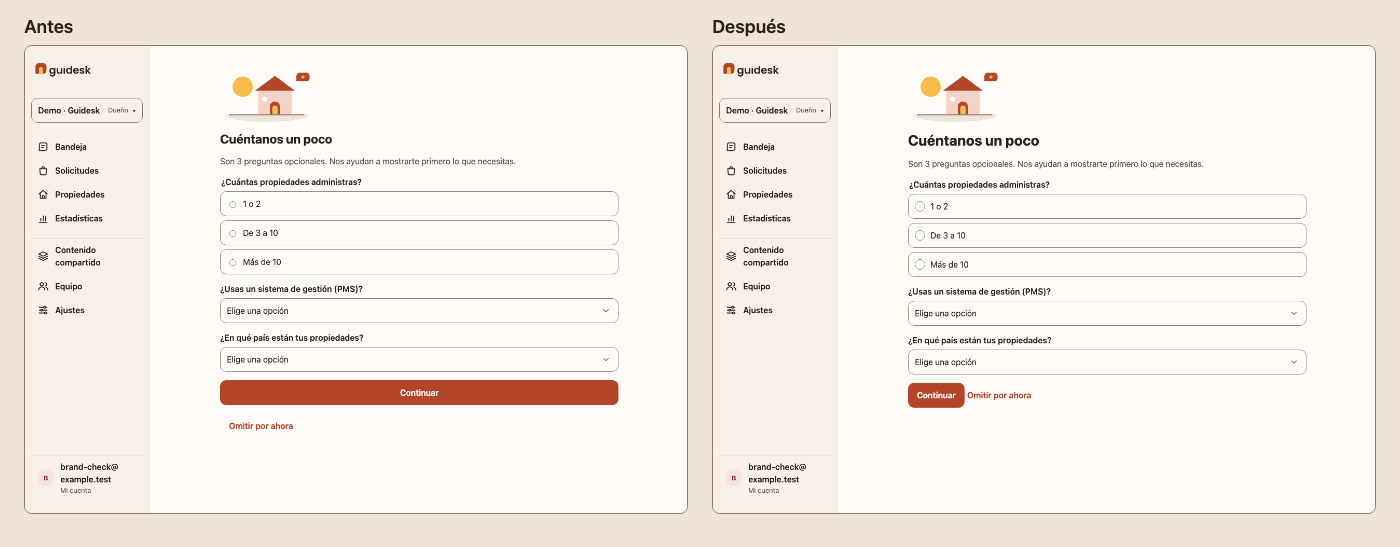 Antes
guidesk
Demo · Guidesk Dueño
Bandeja
Solicitudes
Propiedades
Estadísticas
Contenido
compartido
Equipo
Ajustes
B
brand-check@
example.test
Mi cuenta
Cuéntanos un poco
Son 3 preguntas opcionales. Nos ayudan a mostrarte primero lo que necesitas.
¿Cuántas propiedades administras?
1 o 2
De 3 a 10
Más de 10
¿Usas un sistema de gestión (PMS)?
Elige una opción
¿En qué país están tus propiedades?
Elige una opción
Continuar
Omitir por ahora
Después
guidesk
Demo · Guidesk Dueño
Bandeja
Solicitudes
Propiedades
Estadísticas
Contenido
compartido
Equipo
Ajustes
B
brand-check@
example.test
Mi cuenta
Cuéntanos un poco
Son 3 preguntas opcionales. Nos ayudan a mostrarte primero lo que necesitas.
¿Cuántas propiedades administras?
1 o 2
De 3 a 10
Más de 10
¿Usas un sistema de gestión (PMS)?
Elige una opción
¿En qué país están tus propiedades?
Elige una opción
Continuar Omitir por ahora